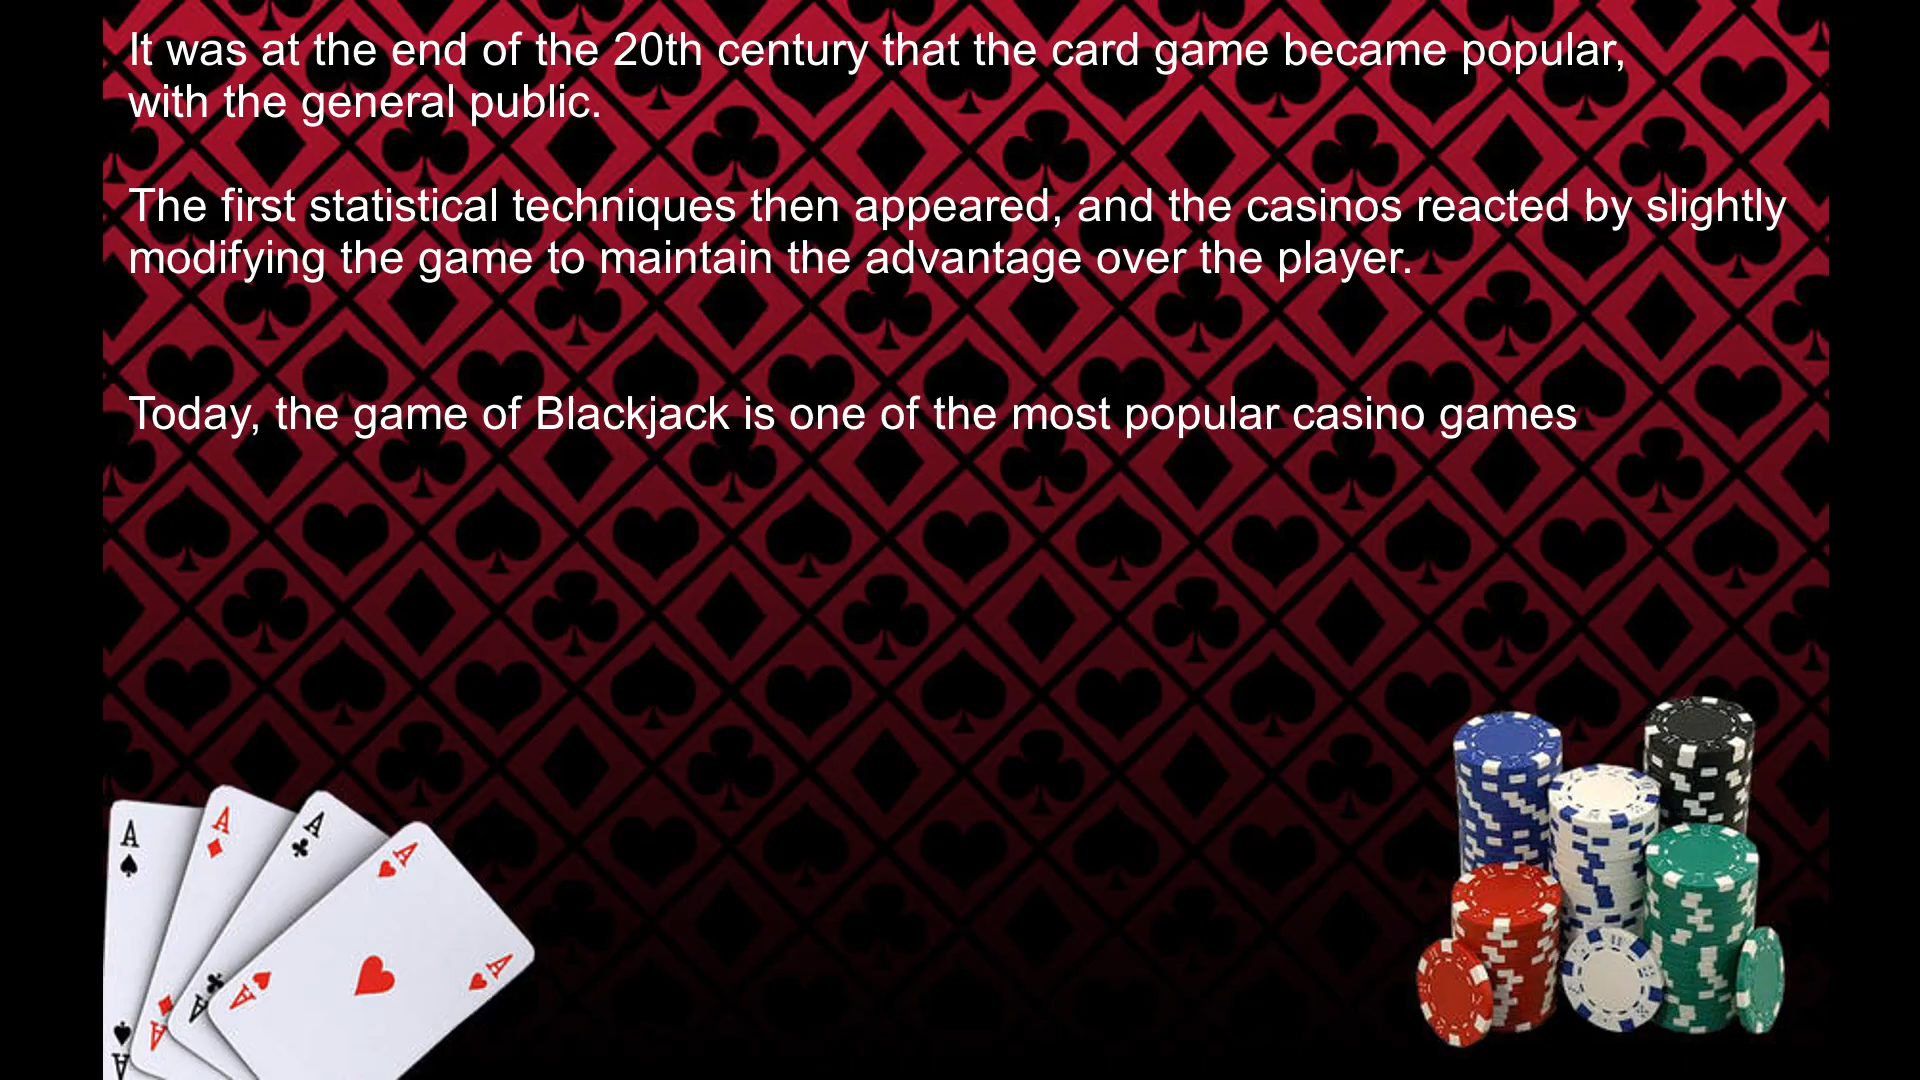 It was at the end of the 20th century that the card game became popular,
with the general public.
The first statistical techniques then appeared, and the casinos reacted by slightly
modifying the game to maintain the advantage over the player.
Today, the game of Blackjack is one of the most popular casino games
A
A
A
A
A
A
A
A
A